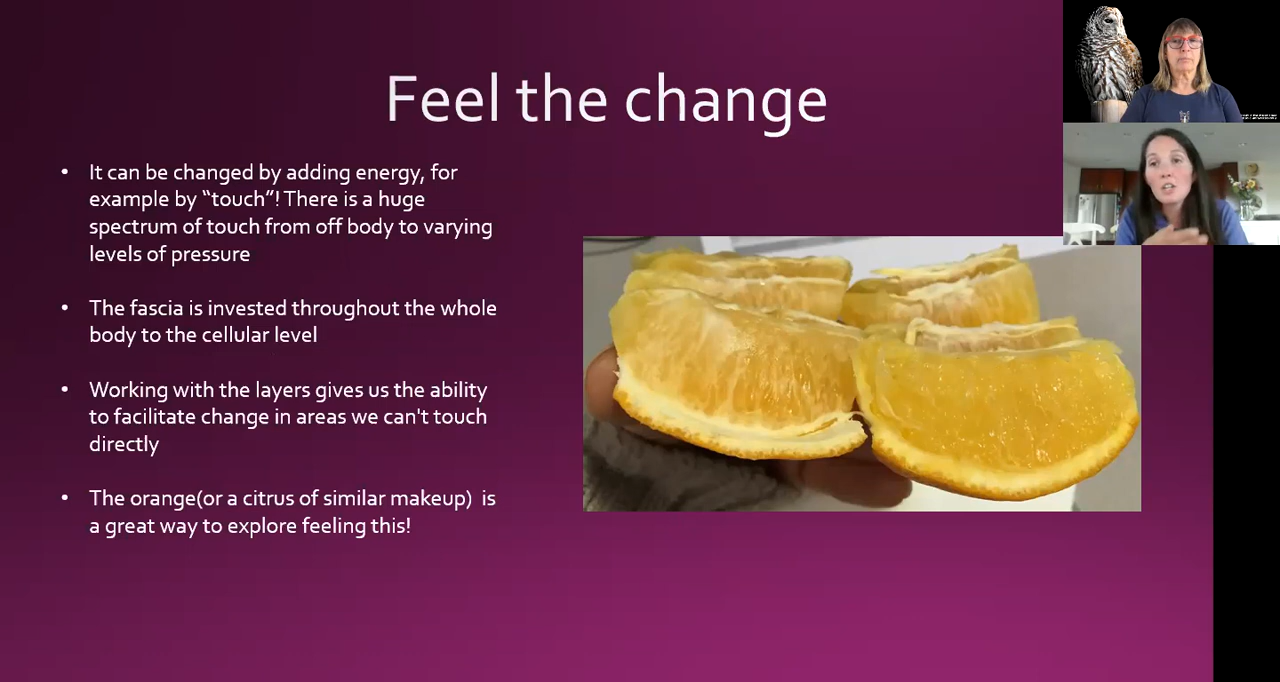 Feel the change
• It can be changed by adding energy, for
example by “touch”! There is a huge
spectrum of touch from off body to varying
levels of pressure
• The fascia is invested throughout the whole
body to the cellular level
• Working with the layers gives us the ability
to facilitate change in areas we can't touch
directly
• The orange(or a citrus of similar makeup)  is
a great way to explore feeling this!